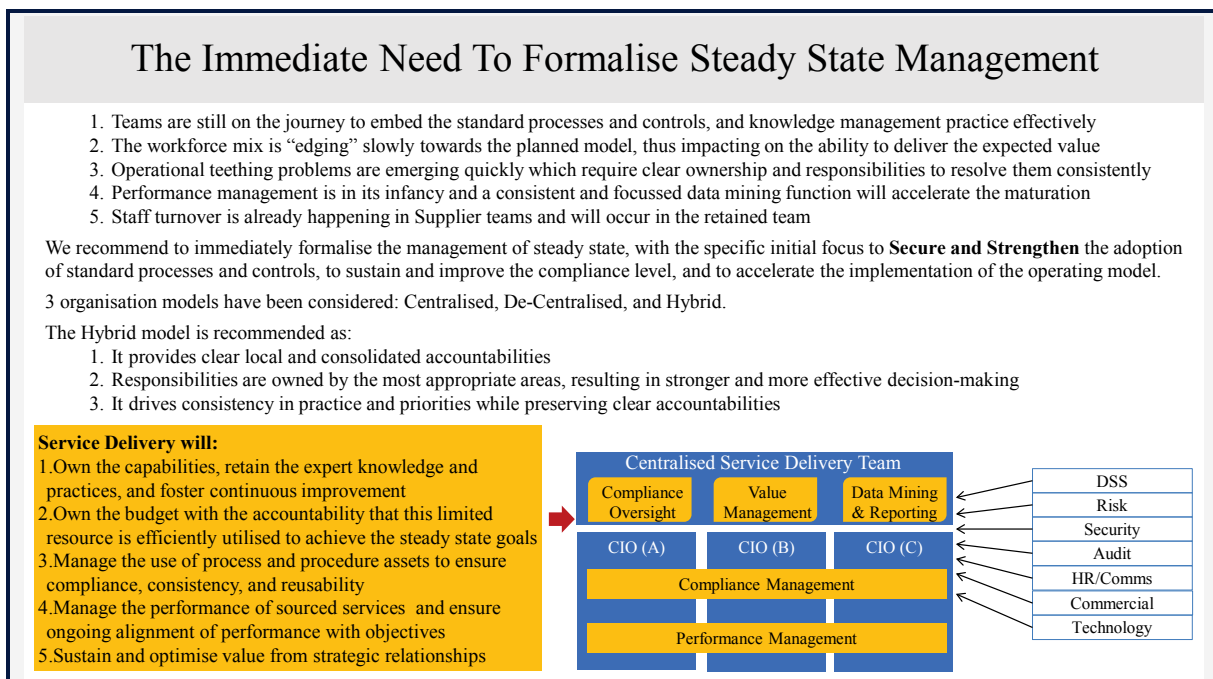 The Immediate Need To Formalise Steady State Management
1. Teams are still on the journey to embed the standard processes and controls, and knowledge management practice effectively
2. The workforce mix is “edging” slowly towards the planned model, thus impacting on the ability to deliver the expected value
3. Operational teething problems are emerging quickly which require clear ownership and responsibilities to resolve them consistently
4. Performance management is in its infancy and a consistent and focussed data mining function will accelerate the maturation
5. Staff turnover is already happening in Supplier teams and will occur in the retained team
We recommend to immediately formalise the management of steady state, with the specific initial focus to Secure and Strengthen the adoption
of standard processes and controls, to sustain and improve the compliance level, and to accelerate the implementation of the operating model.
3 organisation models have been considered: Centralised, De-Centralised, and Hybrid.
The Hybrid model is recommended as:
1. It provides clear local and consolidated accountabilities
2. Responsibilities are owned by the most appropriate areas, resulting in stronger and more effective decision-making
3. It drives consistency in practice and priorities while preserving clear accountabilities
Service Delivery will:
1.Own the capabilities, retain the expert knowledge and
practices, and foster continuous improvement
2.Own the budget with the accountability that this limited
resource is efficiently utilised to achieve the steady state goals
3.Manage the use of process and procedure assets to ensure
compliance, consistency, and reusability
4.Manage the performance of sourced services and ensure
ongoing alignment of performance with objectives
5.Sustain and optimise value from strategic relationships
Centralised Service Delivery Team
Compliance
Oversight
Value
Management
Data Mining
& Reporting
CIO (A)
CIO (B)
CIO (C)
Compliance Management
Performance Management
DSS
Risk
Security
Audit
HR/Comms
Commercial
Technology